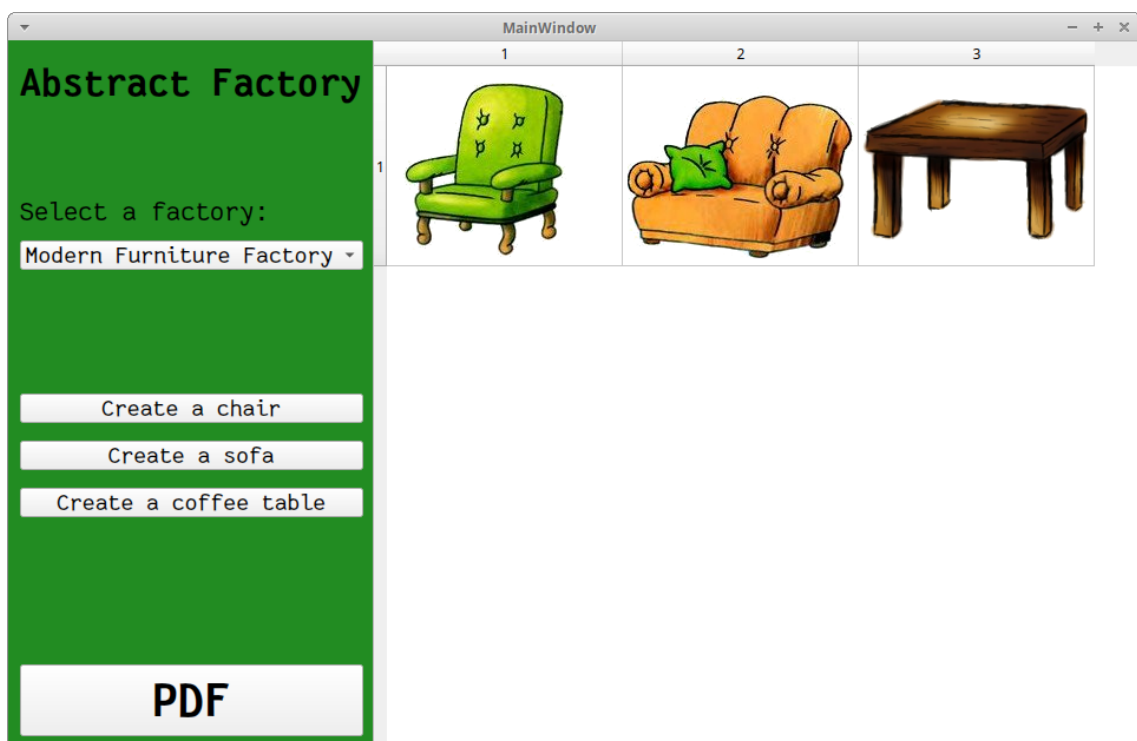 MainWindow
Abstract Factory
Select a factory:
Modern Furniture Factory
Create a chair
Create a sofa
Create a coffee table
PDF
1 2 3
1